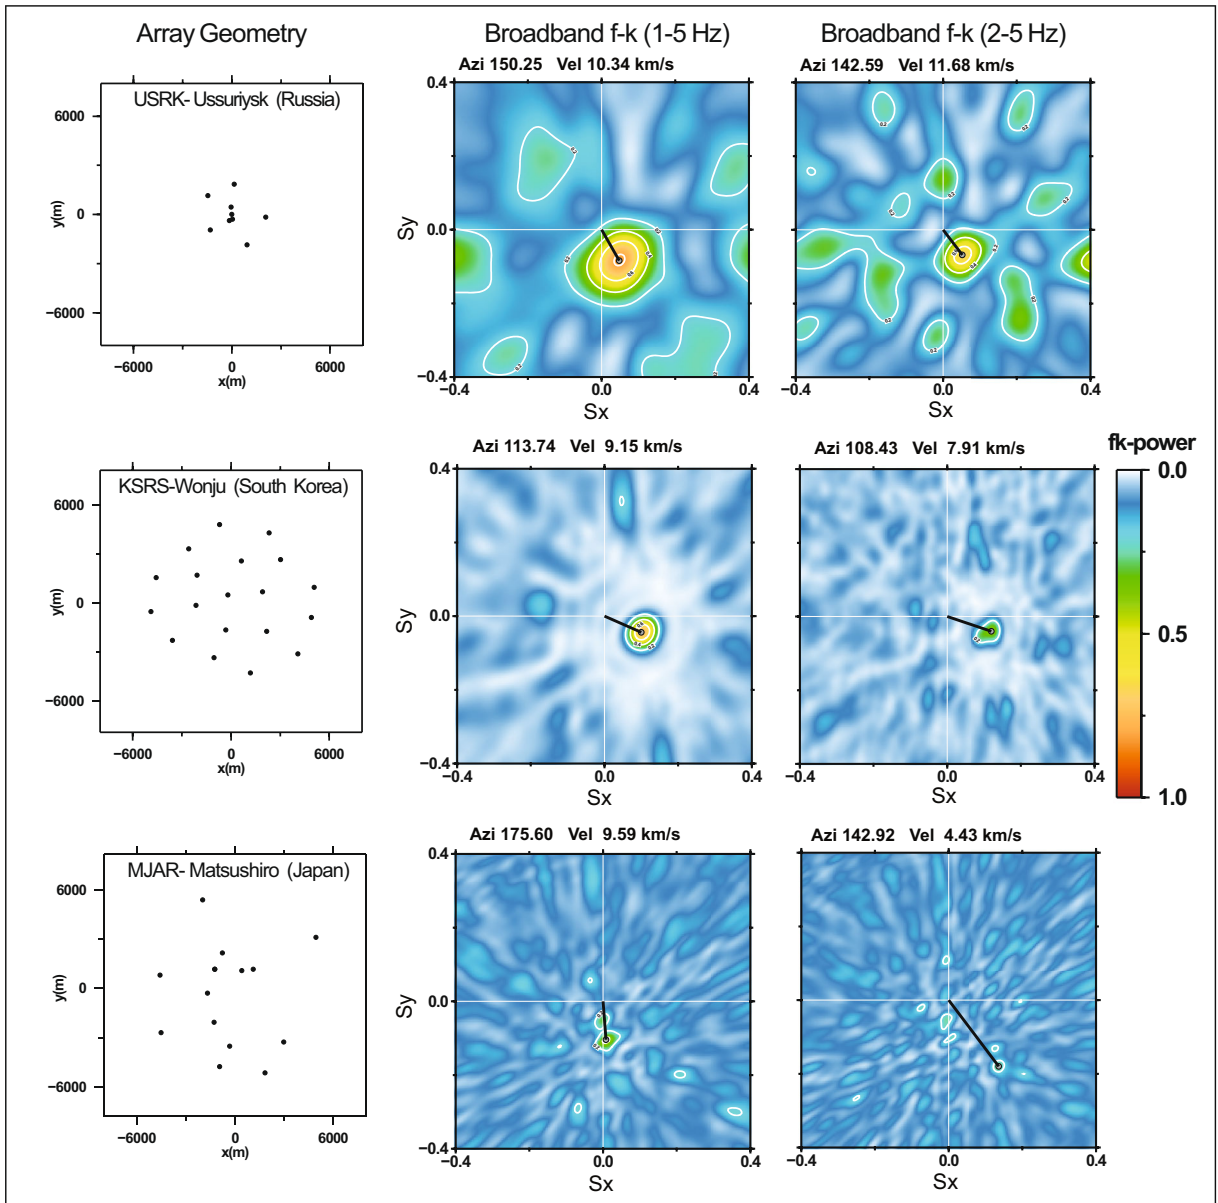 Array Geometry
Broadband f-k (1-5 Hz)
Broadband f-k (2-5 Hz)
USRK- Ussuriysk (Russia)
6000
0
−6000
y(m)
−6000 0 6000
x(m)
Azi 150.25 Vel 10.34 km/s
0.4
0.0
−0.4
Sy
−0.4 0.0 0.4
Sx
Azi 142.59 Vel 11.68 km/s
−0.4 0.0 0.4
Sx
KSRS-Wonju (South Korea)
6000
0
−6000
y(m)
−6000 0 6000
x(m)
Azi 113.74 Vel 9.15 km/s
0.4
0.0
−0.4
Sy
−0.4 0.0 0.4
Sx
Azi 108.43 Vel 7.91 km/s
−0.4 0.0 0.4
Sx
fk-power
0.0
0.5
1.0
MJAR- Matsushiro (Japan)
6000
0
−6000
y(m)
−6000 0 6000
x(m)
Azi 175.60 Vel 9.59 km/s
0.4
0.0
−0.4
Sy
−0.4 0.0 0.4
Sx
Azi 142.92 Vel 4.43 km/s
−0.4 0.0 0.4
Sx